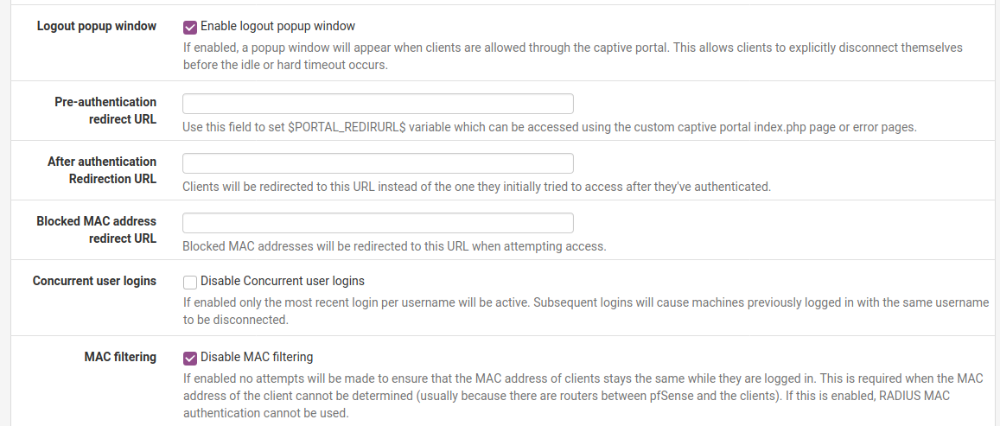 Logout popup window
Enable logout popup window
If enabled, a popup window will appear when clients are allowed through the captive portal. This allows clients to explicitly disconnect themselves
before the idle or hard timeout occurs.
Pre-authentication
redirect URL
Use this field to set $PORTAL_REDIRURL$ variable which can be accessed using the custom captive portal index.php page or error pages.
After authentication
Redirection URL
Clients will be redirected to this URL instead of the one they initially tried to access after they've authenticated.
Blocked MAC address
redirect URL
Blocked MAC addresses will be redirected to this URL when attempting access.
Concurrent user logins
Disable Concurrent user logins
If enabled only the most recent login per username will be active. Subsequent logins will cause machines previously logged in with the same username
to be disconnected.
MAC filtering
Disable MAC filtering
If enabled no attempts will be made to ensure that the MAC address of clients stays the same while they are logged in. This is required when the MAC
address of the client cannot be determined (usually because there are routers between pfSense and the clients). If this is enabled, RADIUS MAC
authentication cannot be used.